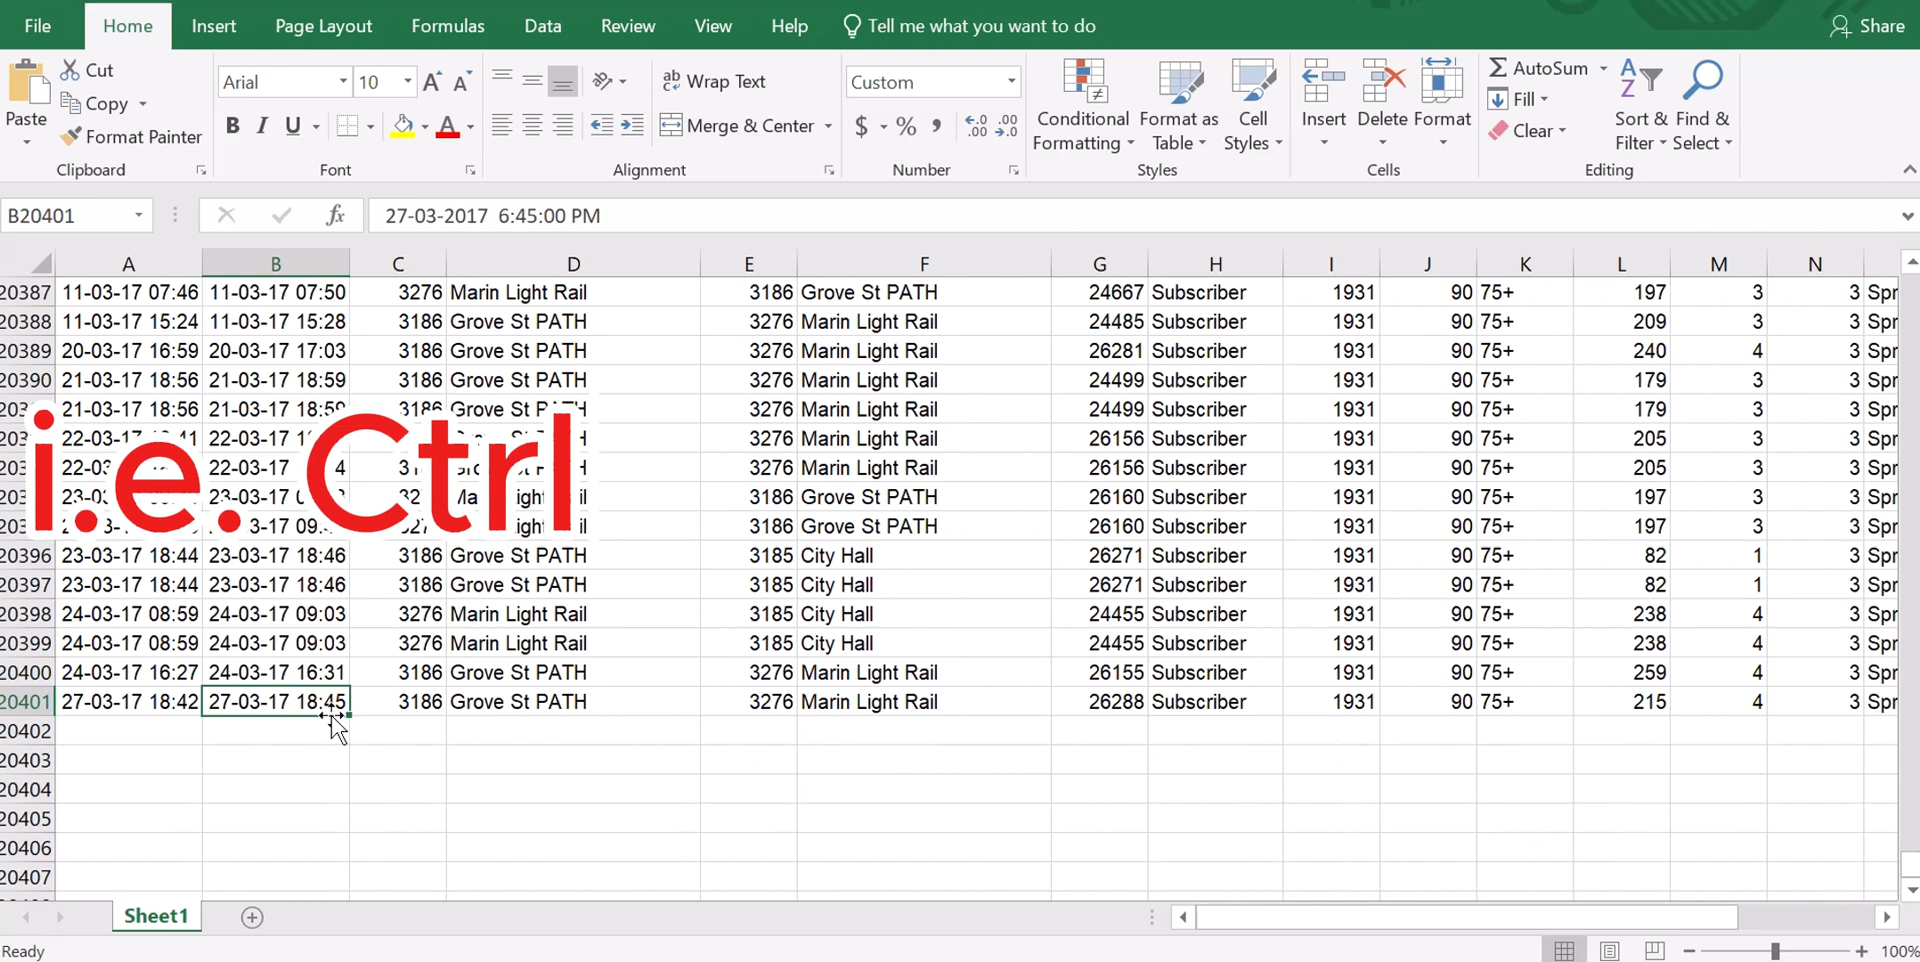 File Home Insert Page Layout Formulas Data Review View Help Tell me what you want to do Share
Paste Cut Copy Format Painter Clipboard
Arial 10 A A B I U A Font
ab Wrap Text Merge & Center Alignment
Custom $ % , .00 .00 Number
Conditional Formatting Format as Table Cell Styles Styles
Insert Delete Format Cells
AutoSum Fill Clear Sort & Filter Find & Select Editing
B20401 fx 27-03-2017 6:45:00 PM
A B C D E F G H I J K L M N
20387 11-03-17 07:46 11-03-17 07:50 3276 Marin Light Rail 3186 Grove St PATH 24667 Subscriber 1931 90 75+ 197 3 3 Spr
20388 11-03-17 15:24 11-03-17 15:28 3186 Grove St PATH 3276 Marin Light Rail 24485 Subscriber 1931 90 75+ 209 3 3 Spr
20389 20-03-17 16:59 20-03-17 17:03 3186 Grove St PATH 3276 Marin Light Rail 26281 Subscriber 1931 90 75+ 240 4 3 Spr
20390 21-03-17 18:56 21-03-17 18:59 3186 Grove St PATH 3276 Marin Light Rail 24499 Subscriber 1931 90 75+ 179 3 3 Spr
21-03-17 18:56 21-03-17 18:59 3186 Grove St PATH 3276 Marin Light Rail 24499 Subscriber 1931 90 75+ 179 3 3 Spr
3276 Marin Light Rail 26156 Subscriber 1931 90 75+ 205 3 3 Spr
3276 Marin Light Rail 26156 Subscriber 1931 90 75+ 205 3 3 Spr
3186 Grove St PATH 26160 Subscriber 1931 90 75+ 197 3 3 Spr
3186 Grove St PATH 26160 Subscriber 1931 90 75+ 197 3 3 Spr
i.e. Ctrl
20396 23-03-17 18:44 23-03-17 18:46 3186 Grove St PATH 3185 City Hall 26271 Subscriber 1931 90 75+ 82 1 3 Spr
20397 23-03-17 18:44 23-03-17 18:46 3186 Grove St PATH 3185 City Hall 26271 Subscriber 1931 90 75+ 82 1 3 Spr
20398 24-03-17 08:59 24-03-17 09:03 3276 Marin Light Rail 3185 City Hall 24455 Subscriber 1931 90 75+ 238 4 3 Spr
20399 24-03-17 08:59 24-03-17 09:03 3276 Marin Light Rail 3185 City Hall 24455 Subscriber 1931 90 75+ 238 4 3 Spr
20400 24-03-17 16:27 24-03-17 16:31 3186 Grove St PATH 3276 Marin Light Rail 26155 Subscriber 1931 90 75+ 259 4 3 Spr
20401 27-03-17 18:42 27-03-17 18:45 3186 Grove St PATH 3276 Marin Light Rail 26288 Subscriber 1931 90 75+ 215 4 3 Spr
20402
20403
20404
20405
20406
20407
Sheet1
Ready 100%